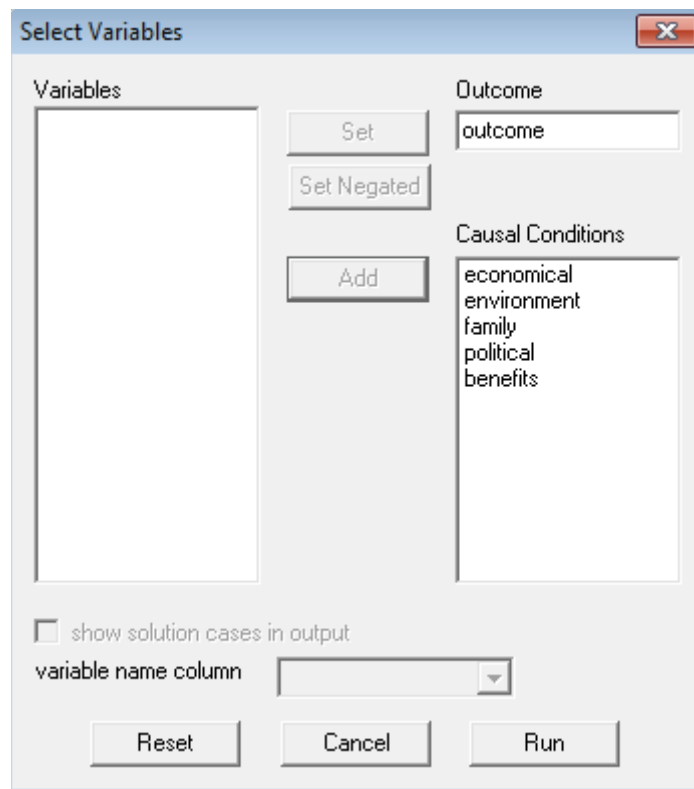 Select Variables
Variables
Outcome
Set
outcome
Set Negated
Causal Conditions
Add
economical
environment
family
political
benefits
show solution cases in output
variable name column
Reset
Cancel
Run